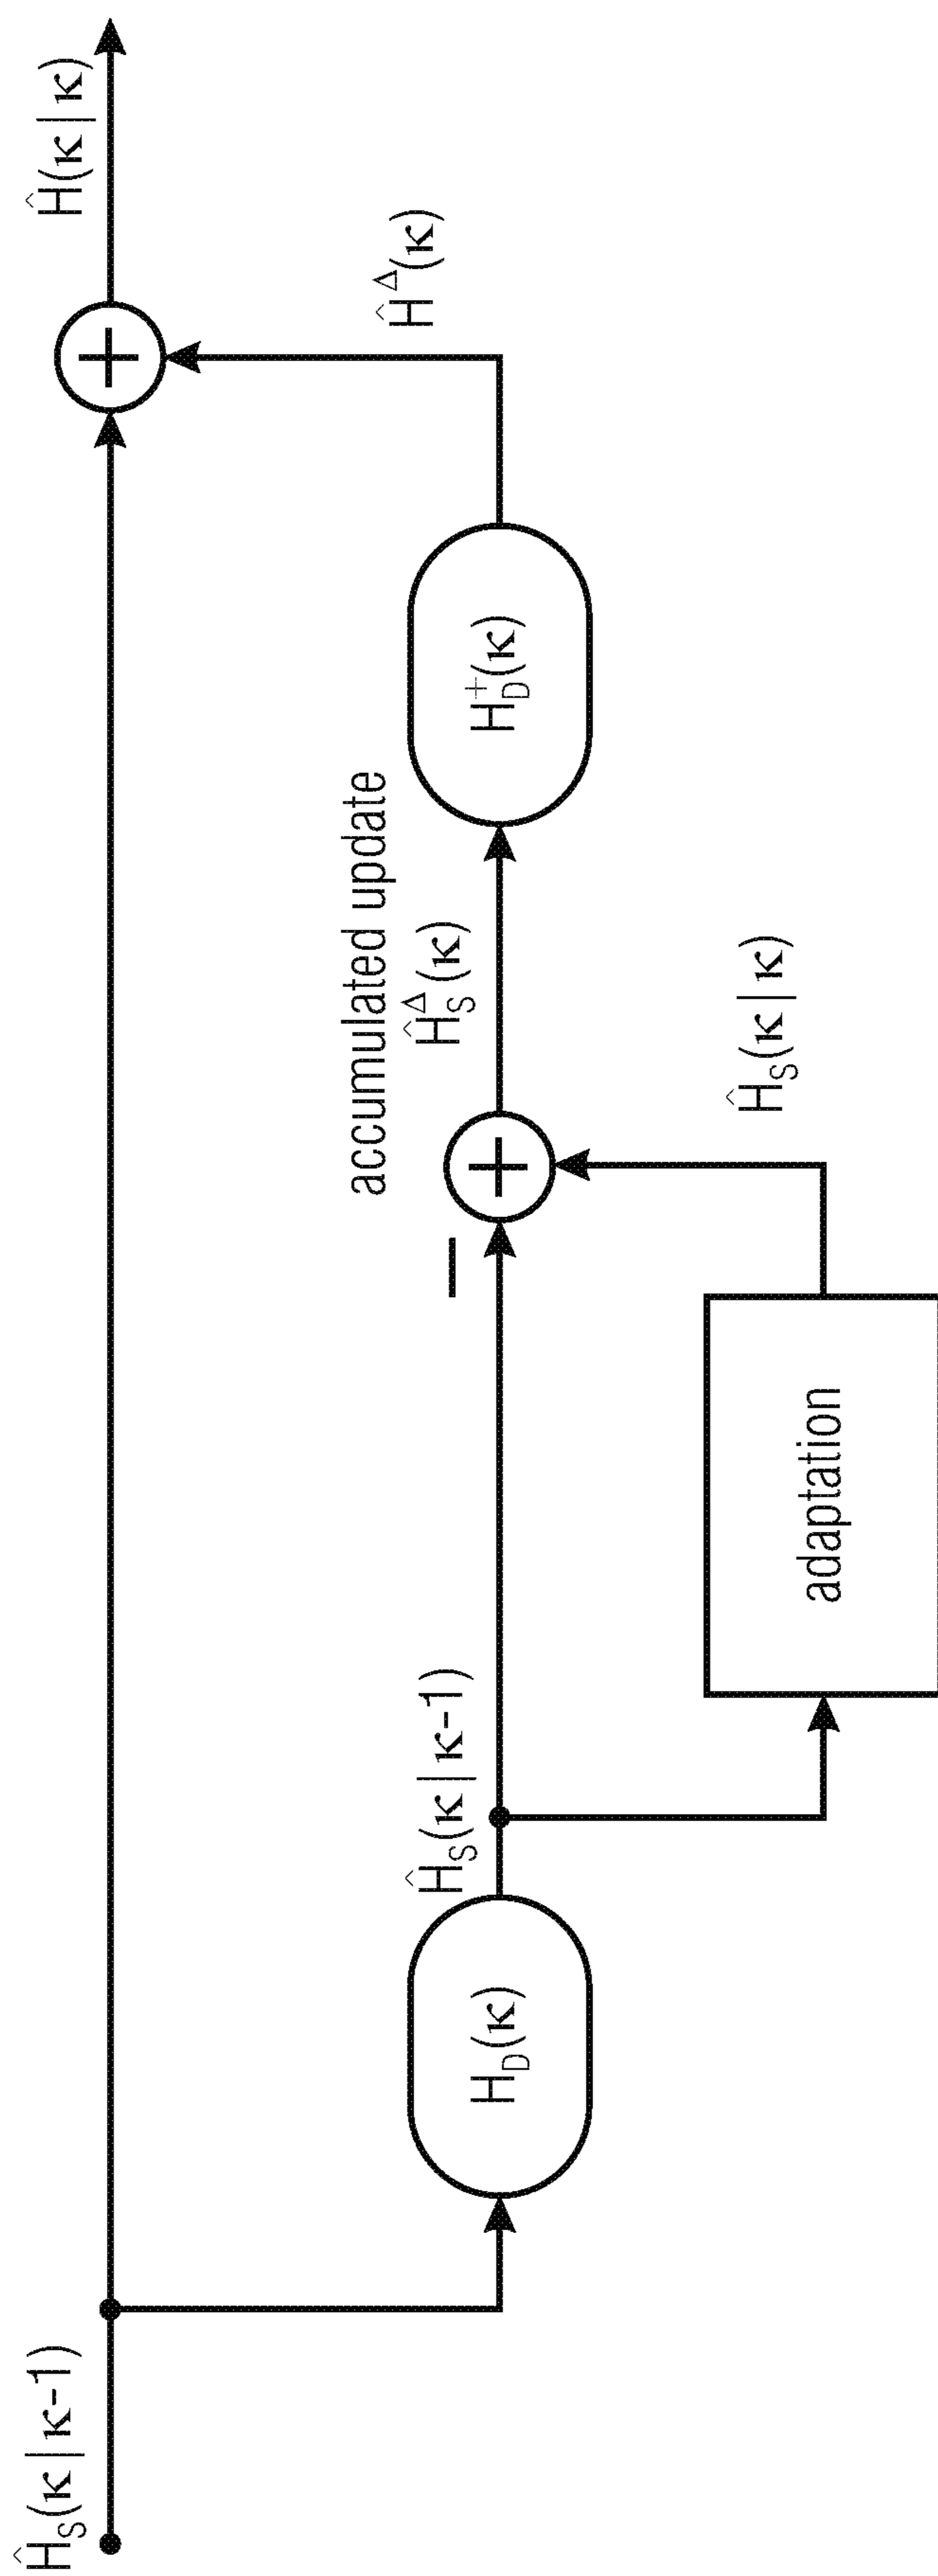 Ĥ_S(κ|κ-1)
Ĥ(κ|κ)
H_D(κ)
Ĥ_S(κ|κ-1)
adaptation
Ĥ_S(κ|κ)
−
+
accumulated update
Ĥ_S^Δ(κ)
H_D^+(κ)
Ĥ^Δ(κ)
+